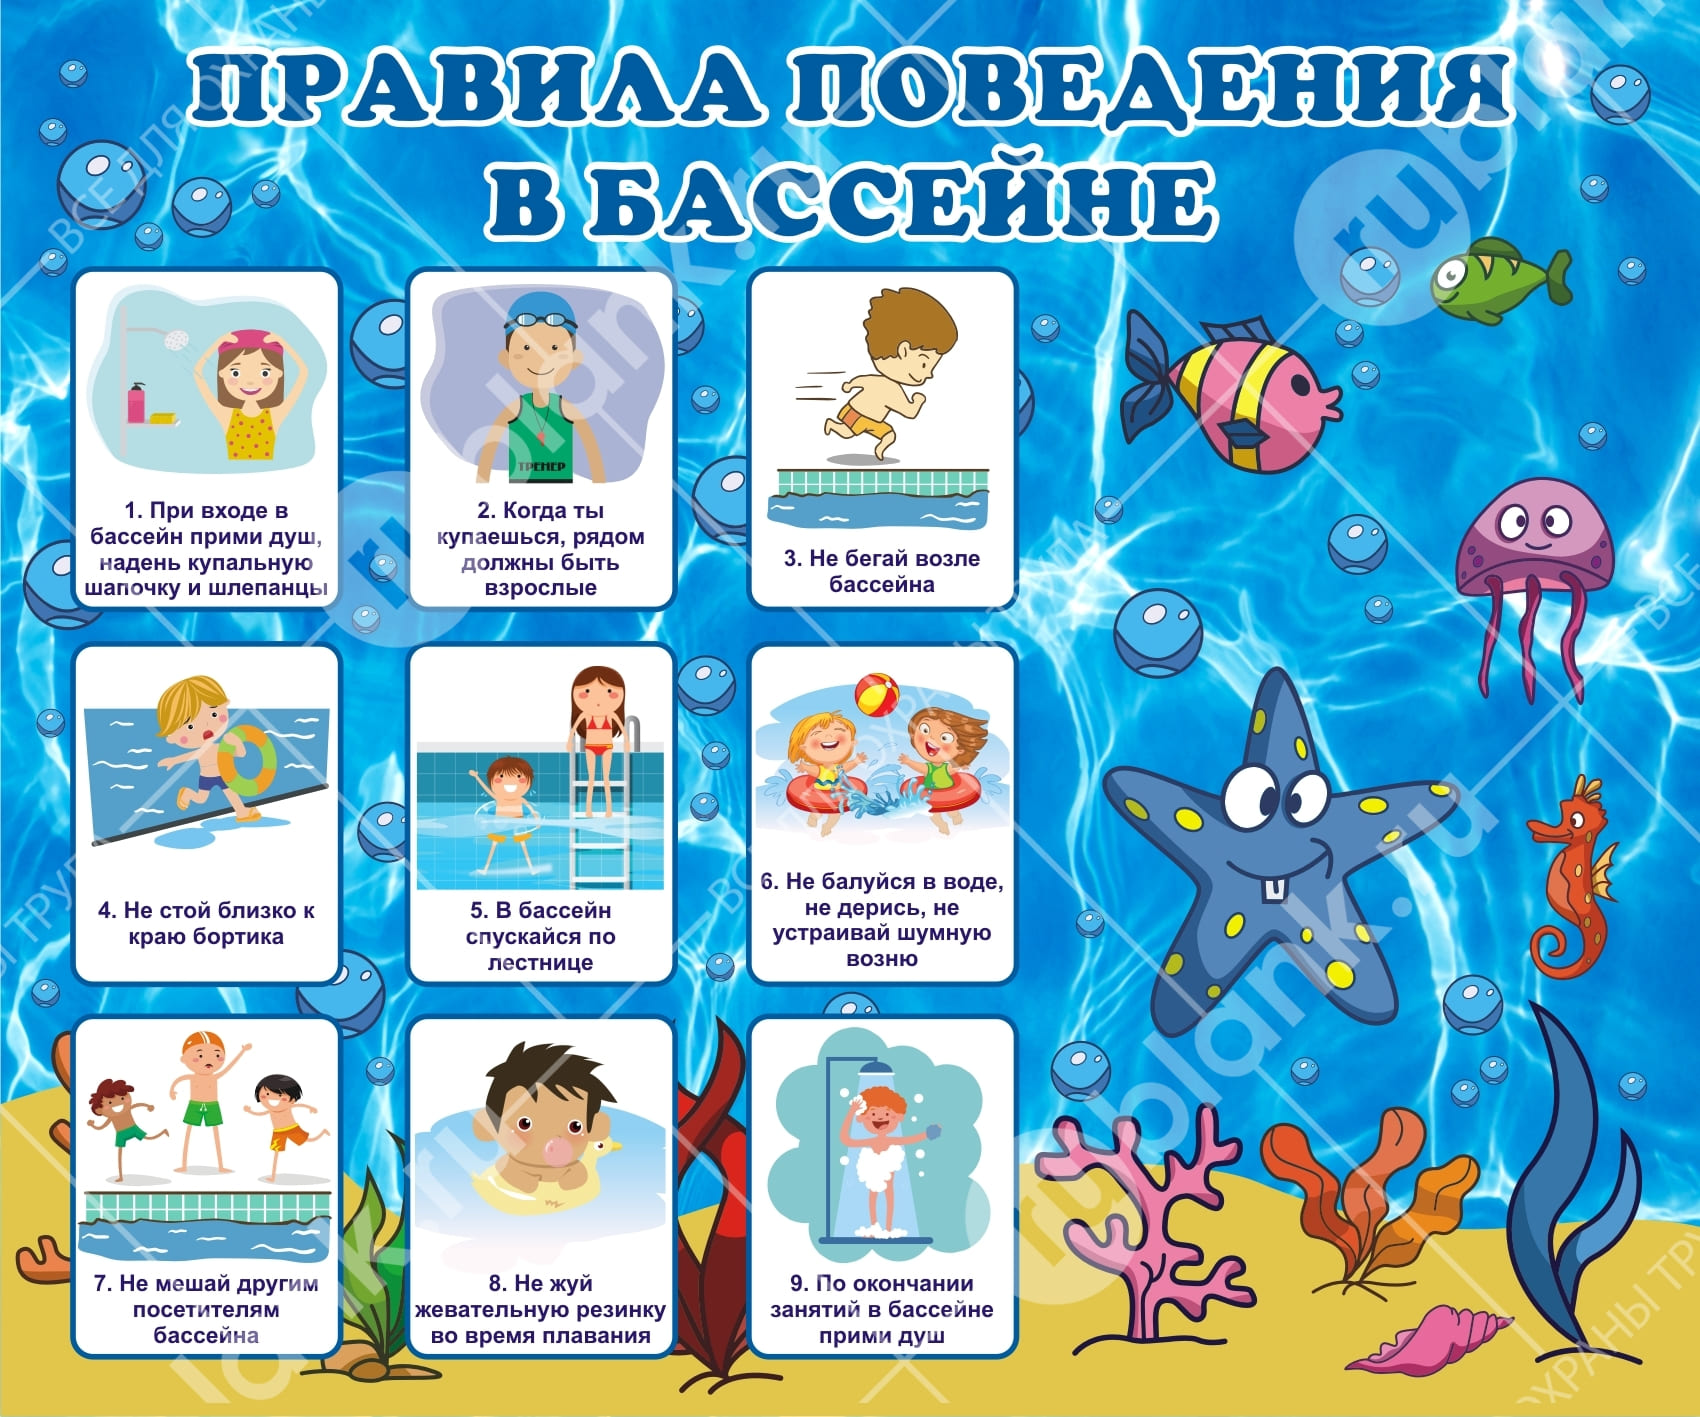 ПРАВИЛА ПОВЕДЕНИЯ
В БАССЕЙНЕ
ТРЕНЕР
1. При входе в
бассейн прими душ,
надень купальную
шапочку и шлепанцы
2. Когда ты
купаешься, рядом
должны быть
взрослые
3. Не бегай возле
бассейна
4. Не стой близко к
краю бортика
5. В бассейн
спускайся по
лестнице
6. Не балуйся в воде,
не дерись, не
устраивай шумную
возню
7. Не мешай другим
посетителям
бассейна
8. Не жуй
жевательную резинку
во время плавания
9. По окончании
занятий в бассейне
прими душ
rublank.ru